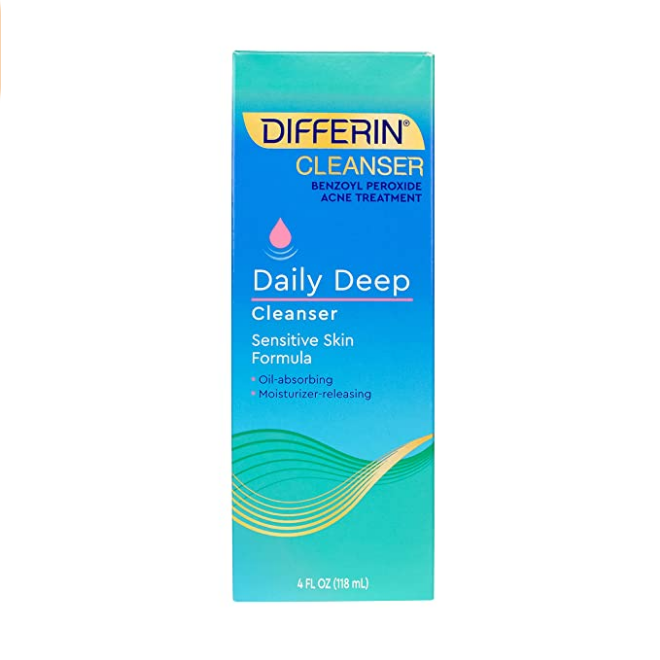 DIFFERIN®
CLEANSER
BENZOYL PEROXIDE
ACNE TREATMENT
Daily Deep
Cleanser
Sensitive Skin
Formula
• Oil-absorbing
• Moisturizer-releasing
4 FL OZ (118 mL)